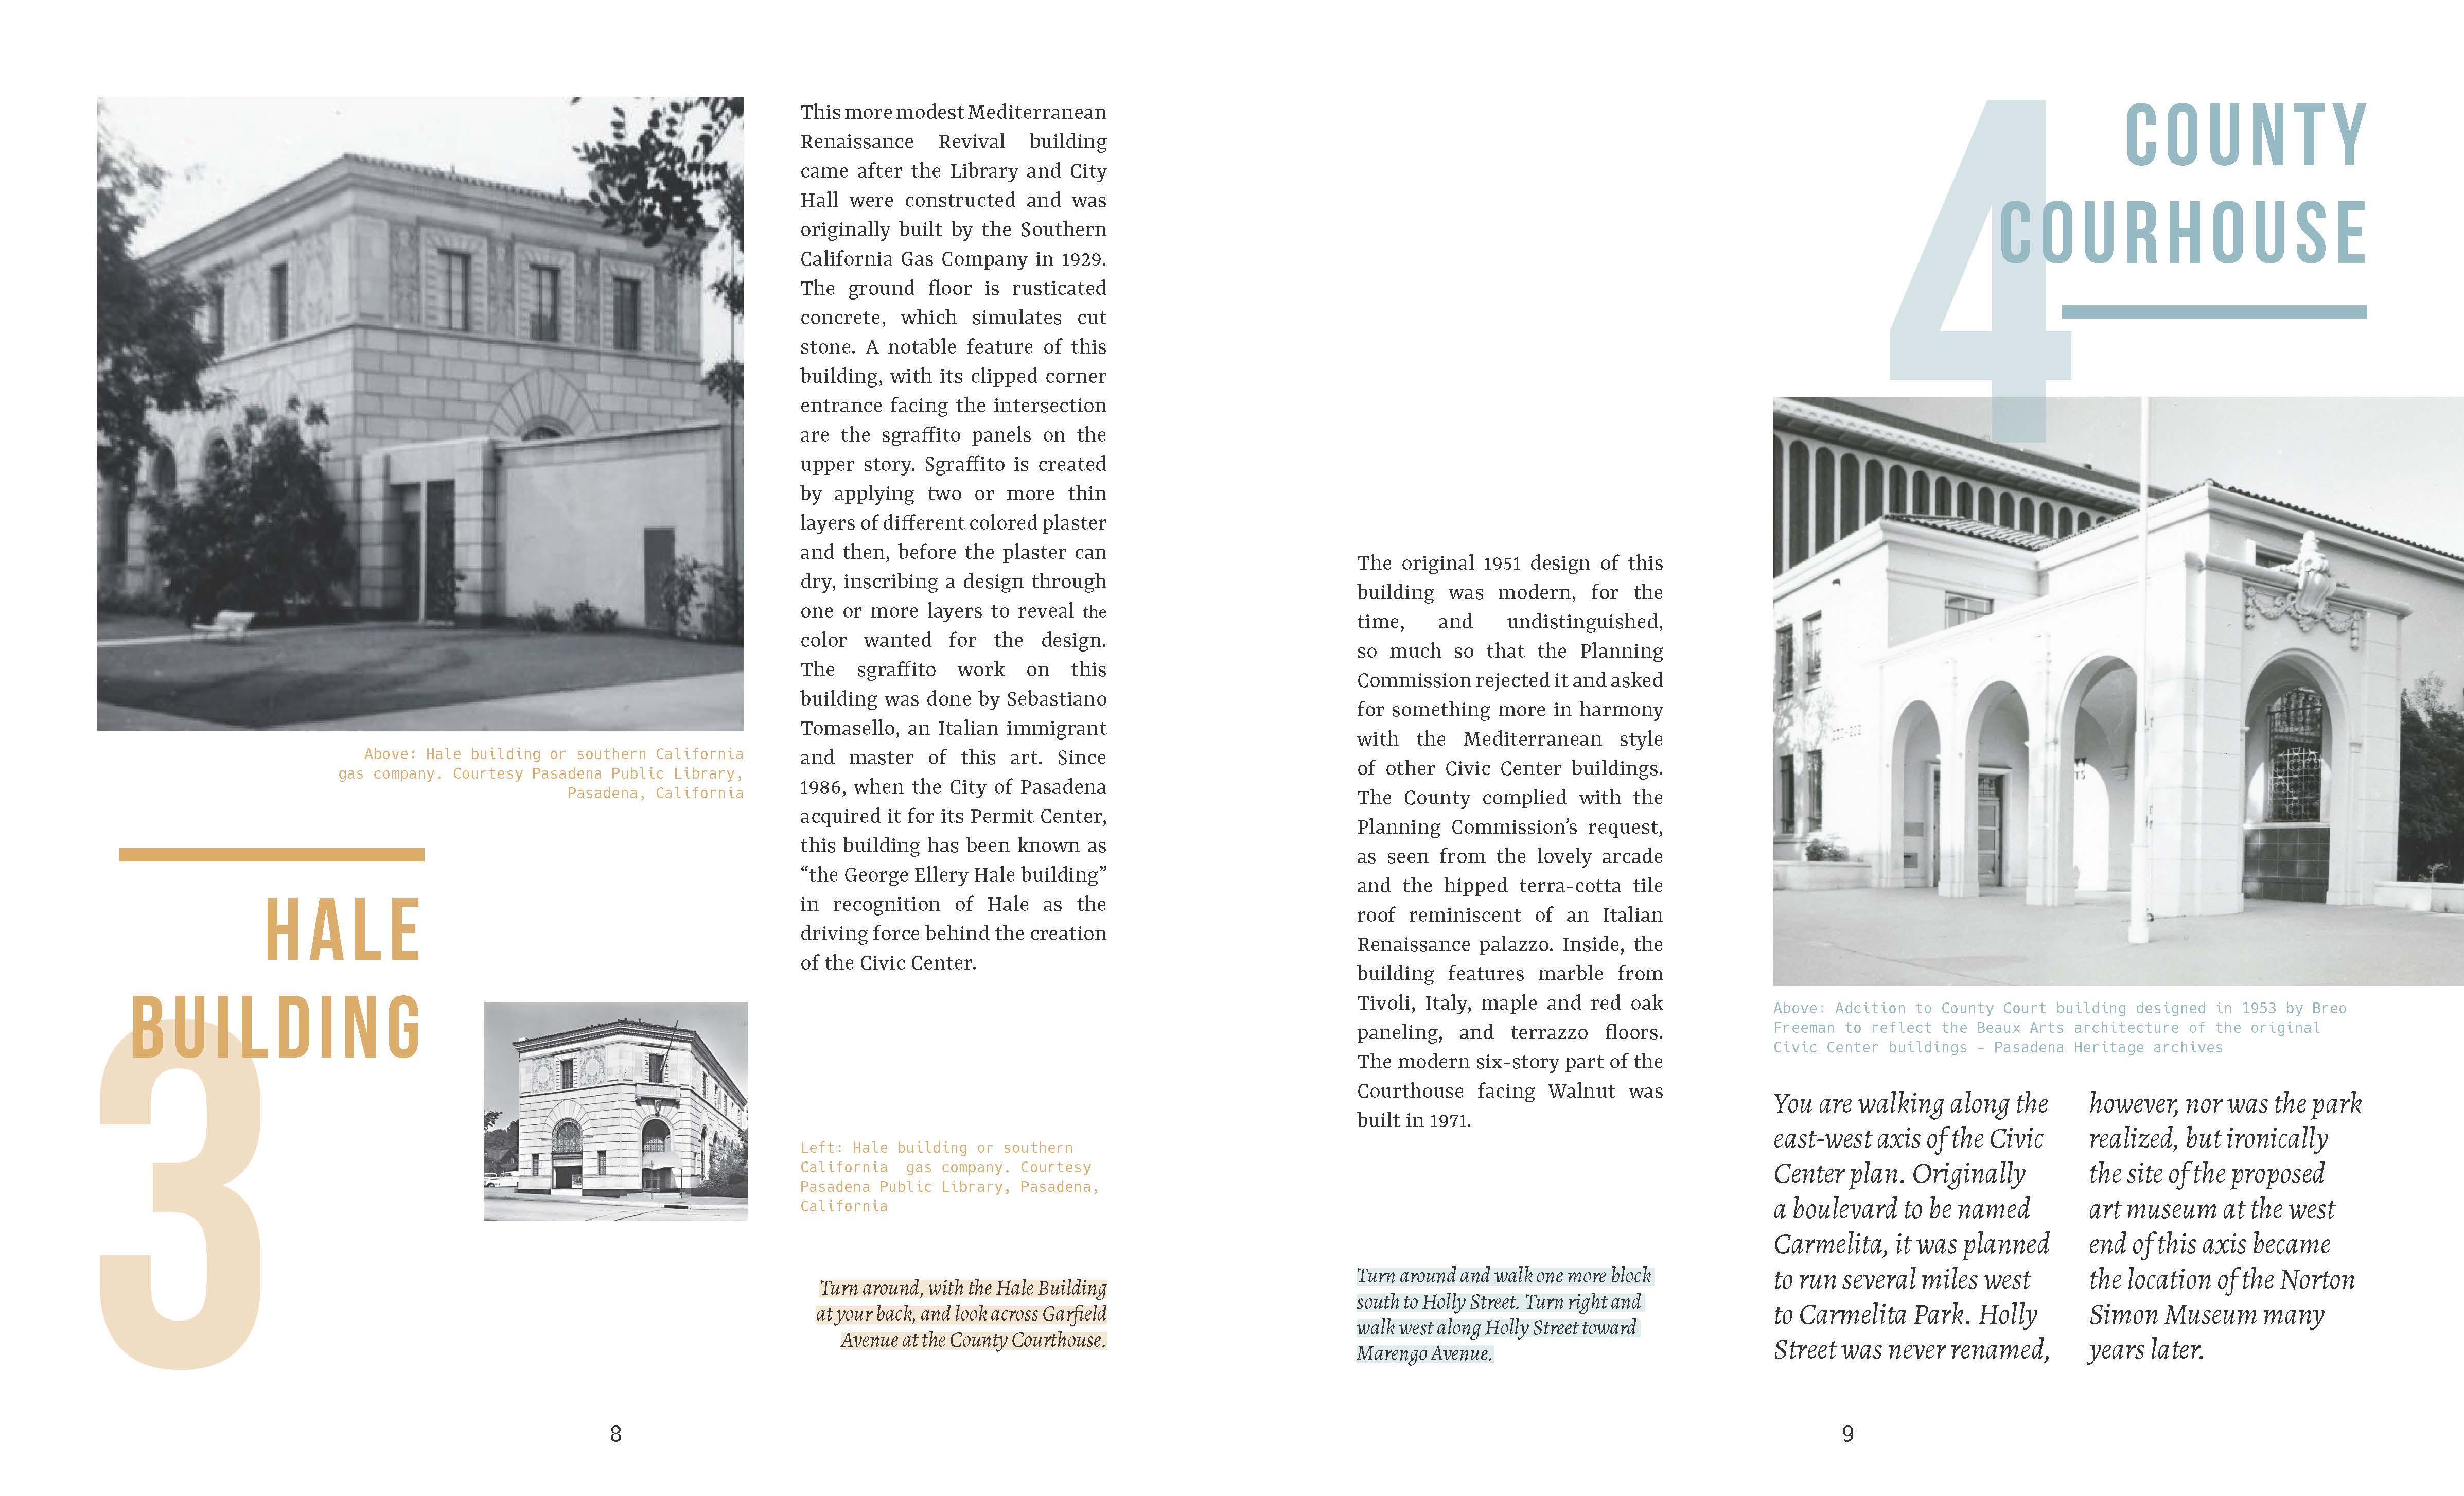 This more modest Mediterranean
Renaissance Revival building
came after the Library and City
Hall were constructed and was
originally built by the Southern
California Gas Company in 1929.
The ground floor is rusticated
concrete, which simulates cut
stone. A notable feature of this
building, with its clipped corner
entrance facing the intersection
are the sgraffito panels on the
upper story. Sgraffito is created
by applying two or more thin
layers of different colored plaster
and then, before the plaster can
dry, inscribing a design through
one or more layers to reveal the
color wanted for the design.
The sgraffito work on this
building was done by Sebastiano
Tomasello, an Italian immigrant
and master of this art. Since
1986, when the City of Pasadena
acquired it for its Permit Center,
this building has been known as
“the George Ellery Hale building”
in recognition of Hale as the
driving force behind the creation
of the Civic Center.
Above: Hale building or southern California
gas company. Courtesy Pasadena Public Library,
Pasadena, California
HALE
BUILDING
3
Left: Hale building or southern
California gas company. Courtesy
Pasadena Public Library, Pasadena,
California
Turn around, with the Hale Building
at your back, and look across Garfield
Avenue at the County Courthouse.
8
4
COUNTY
COURHOUSE
The original 1951 design of this
building was modern, for the
time, and undistinguished,
so much so that the Planning
Commission rejected it and asked
for something more in harmony
with the Mediterranean style
of other Civic Center buildings.
The County complied with the
Planning Commission’s request,
as seen from the lovely arcade
and the hipped terra-cotta tile
roof reminiscent of an Italian
Renaissance palazzo. Inside, the
building features marble from
Tivoli, Italy, maple and red oak
paneling, and terrazzo floors.
The modern six-story part of the
Courthouse facing Walnut was
built in 1971.
Turn around and walk one more block
south to Holly Street. Turn right and
walk west along Holly Street toward
Marengo Avenue.
Above: Adcition to County Court building designed in 1953 by Breo
Freeman to reflect the Beaux Arts architecture of the original
Civic Center buildings – Pasadena Heritage archives
You are walking along the
east-west axis of the Civic
Center plan. Originally
a boulevard to be named
Carmelita, it was planned
to run several miles west
to Carmelita Park. Holly
Street was never renamed,
however, nor was the park
realized, but ironically
the site of the proposed
art museum at the west
end of this axis became
the location of the Norton
Simon Museum many
years later.
9